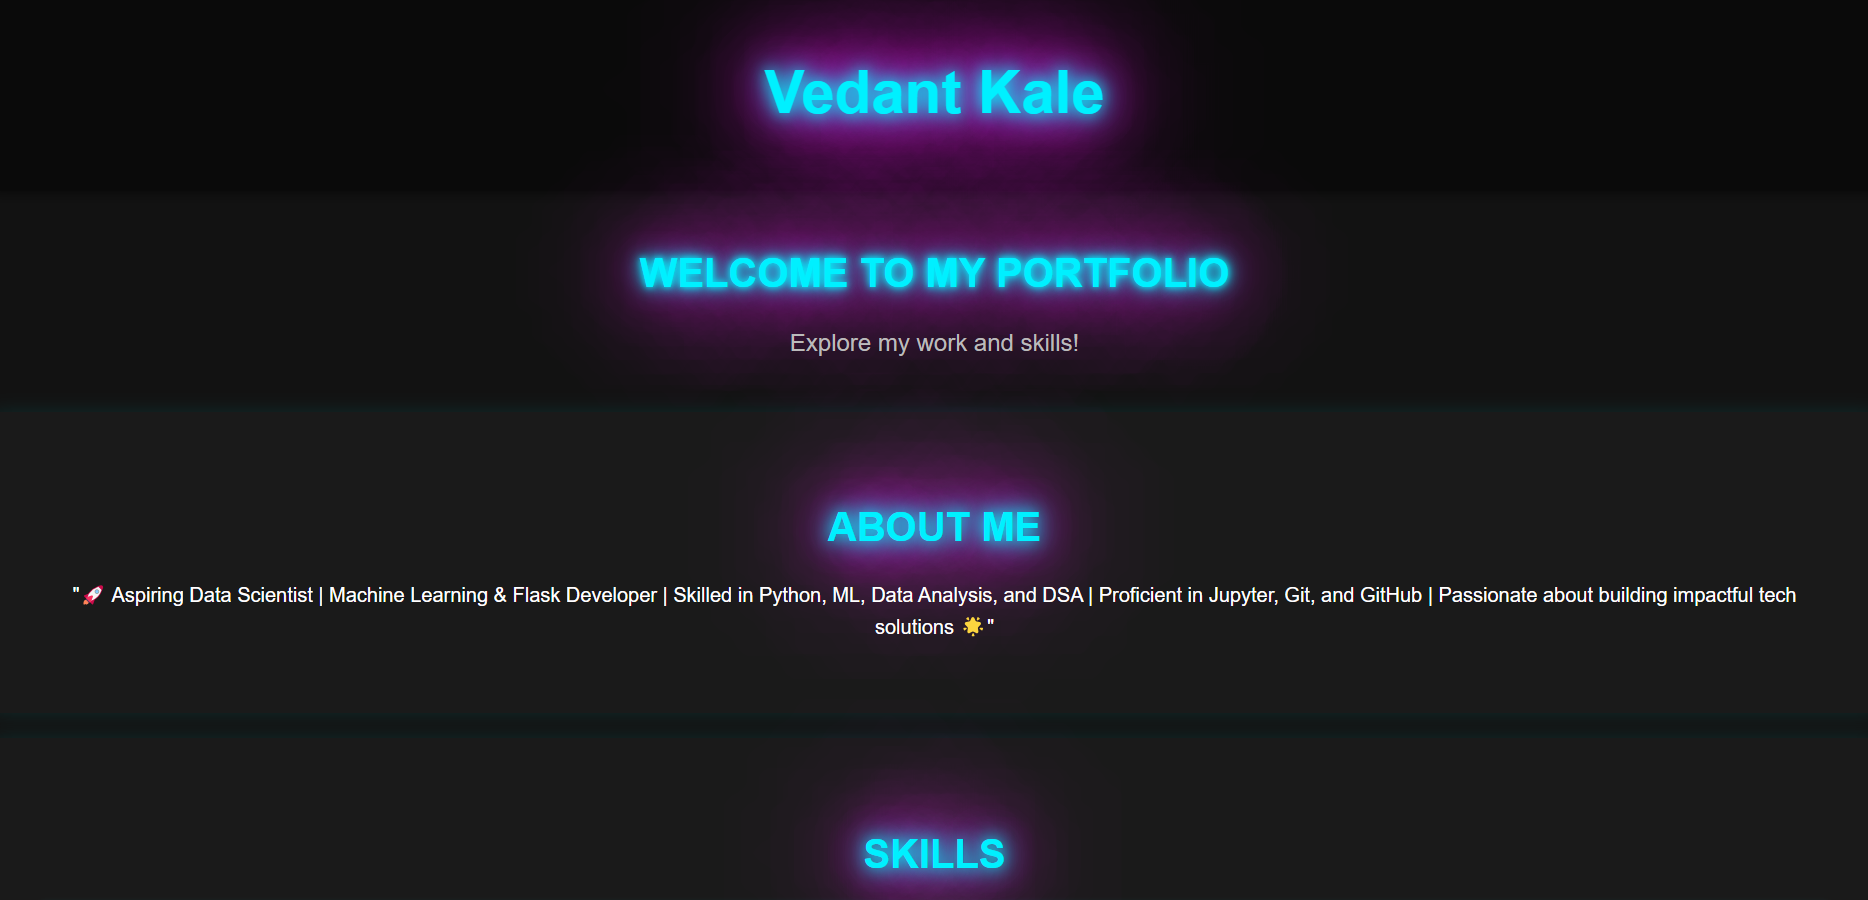 Vedant Kale
WELCOME TO MY PORTFOLIO
Explore my work and skills!
ABOUT ME
"🚀 Aspiring Data Scientist | Machine Learning & Flask Developer | Skilled in Python, ML, Data Analysis, and DSA | Proficient in Jupyter, Git, and GitHub | Passionate about building impactful tech
solutions 🌟"
SKILLS